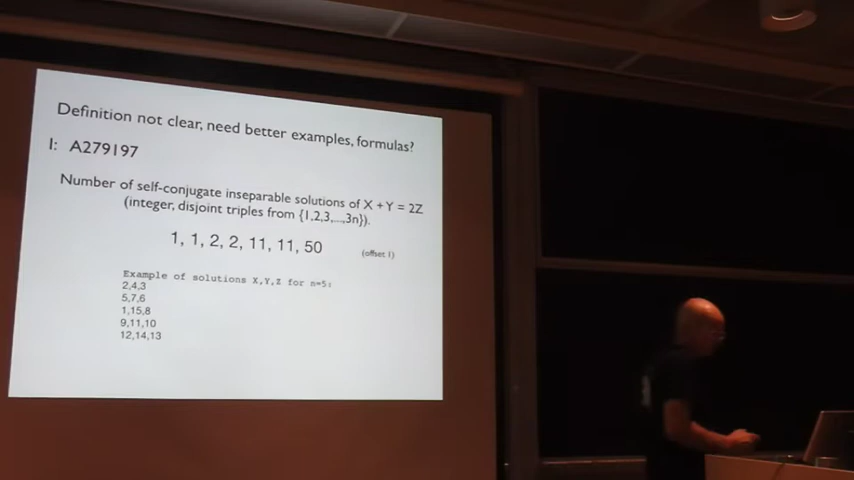 Definition not clear, need better examples, formulas?
I: A279197
Number of self-conjugate inseparable solutions of X + Y = 2Z
(integer, disjoint triples from {1,2,3,...,3n}).
1, 1, 2, 2, 11, 11, 50 (offset 1)
Example of solutions X,Y,Z for n=5:
2,4,3
5,7,6
1,15,8
9,11,10
12,14,13